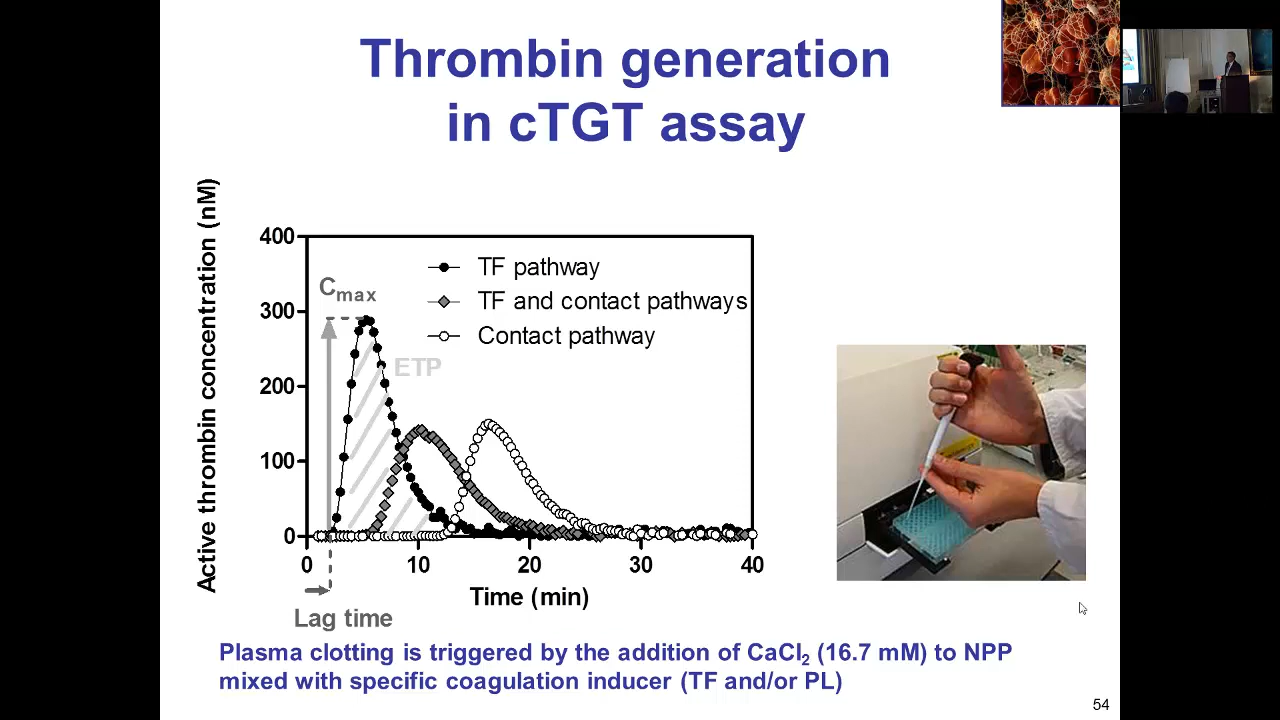 Thrombin generation
in cTGT assay
Active thrombin concentration (nM)
400
300
200
100
0
Cmax
ETP
TF pathway
TF and contact pathways
Contact pathway
0 10 20 30 40
Time (min)
Lag time
Plasma clotting is triggered by the addition of CaCl2 (16.7 mM) to NPP
mixed with specific coagulation inducer (TF and/or PL)
54